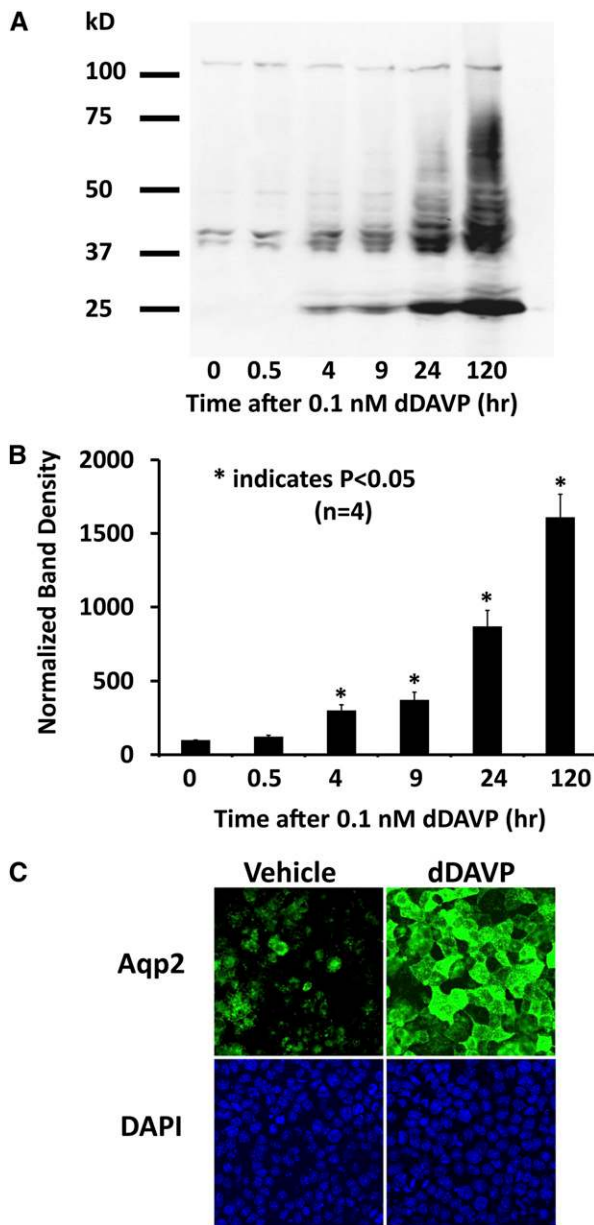 A
kD
100
75
50
37
25
0 0.5 4 9 24 120
Time after 0.1 nM dDAVP (hr)
B
2000
1500
1000
500
0
Normalized Band Density
* indicates P<0.05
(n=4)
* * * *
0 0.5 4 9 24 120
Time after 0.1 nM dDAVP (hr)
C
Vehicle dDAVP
Aqp2
DAPI